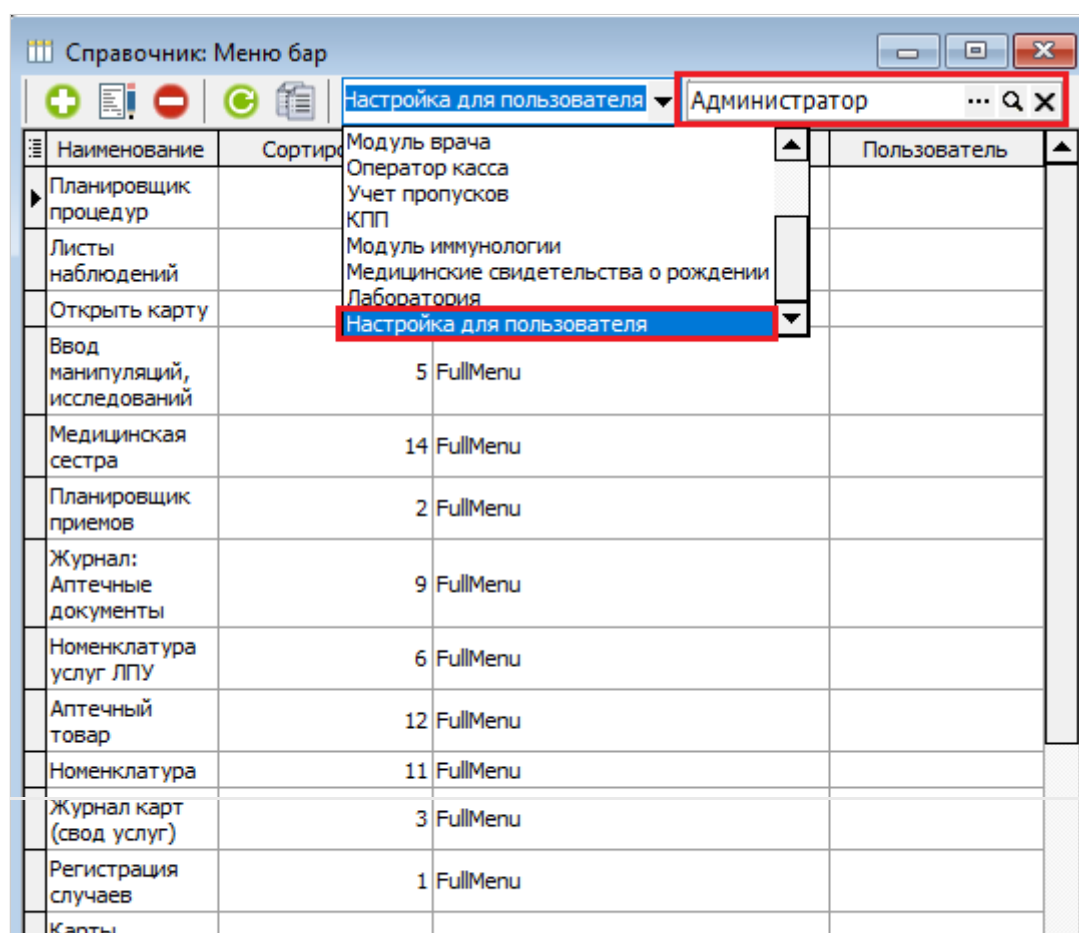 Справочник: Меню бар
Настройка для пользователя
Администратор
Наименование
Пользователь
Модуль врача
Оператор касса
Учет пропусков
КПП
Модуль иммунологии
Медицинские свидетельства о рождении
Лаборатория
Настройка для пользователя
Планировщик
процедур
Листы
наблюдений
Открыть карту
Ввод
манипуляций,
исследований
5 FullMenu
Медицинская
сестра
14 FullMenu
Планировщик
приемов
2 FullMenu
Журнал:
Аптечные
документы
9 FullMenu
Номенклатура
услуг ЛПУ
6 FullMenu
Аптечный
товар
12 FullMenu
Номенклатура 11 FullMenu
Журнал карт
(свод услуг)
3 FullMenu
Регистрация
случаев
1 FullMenu
Карты